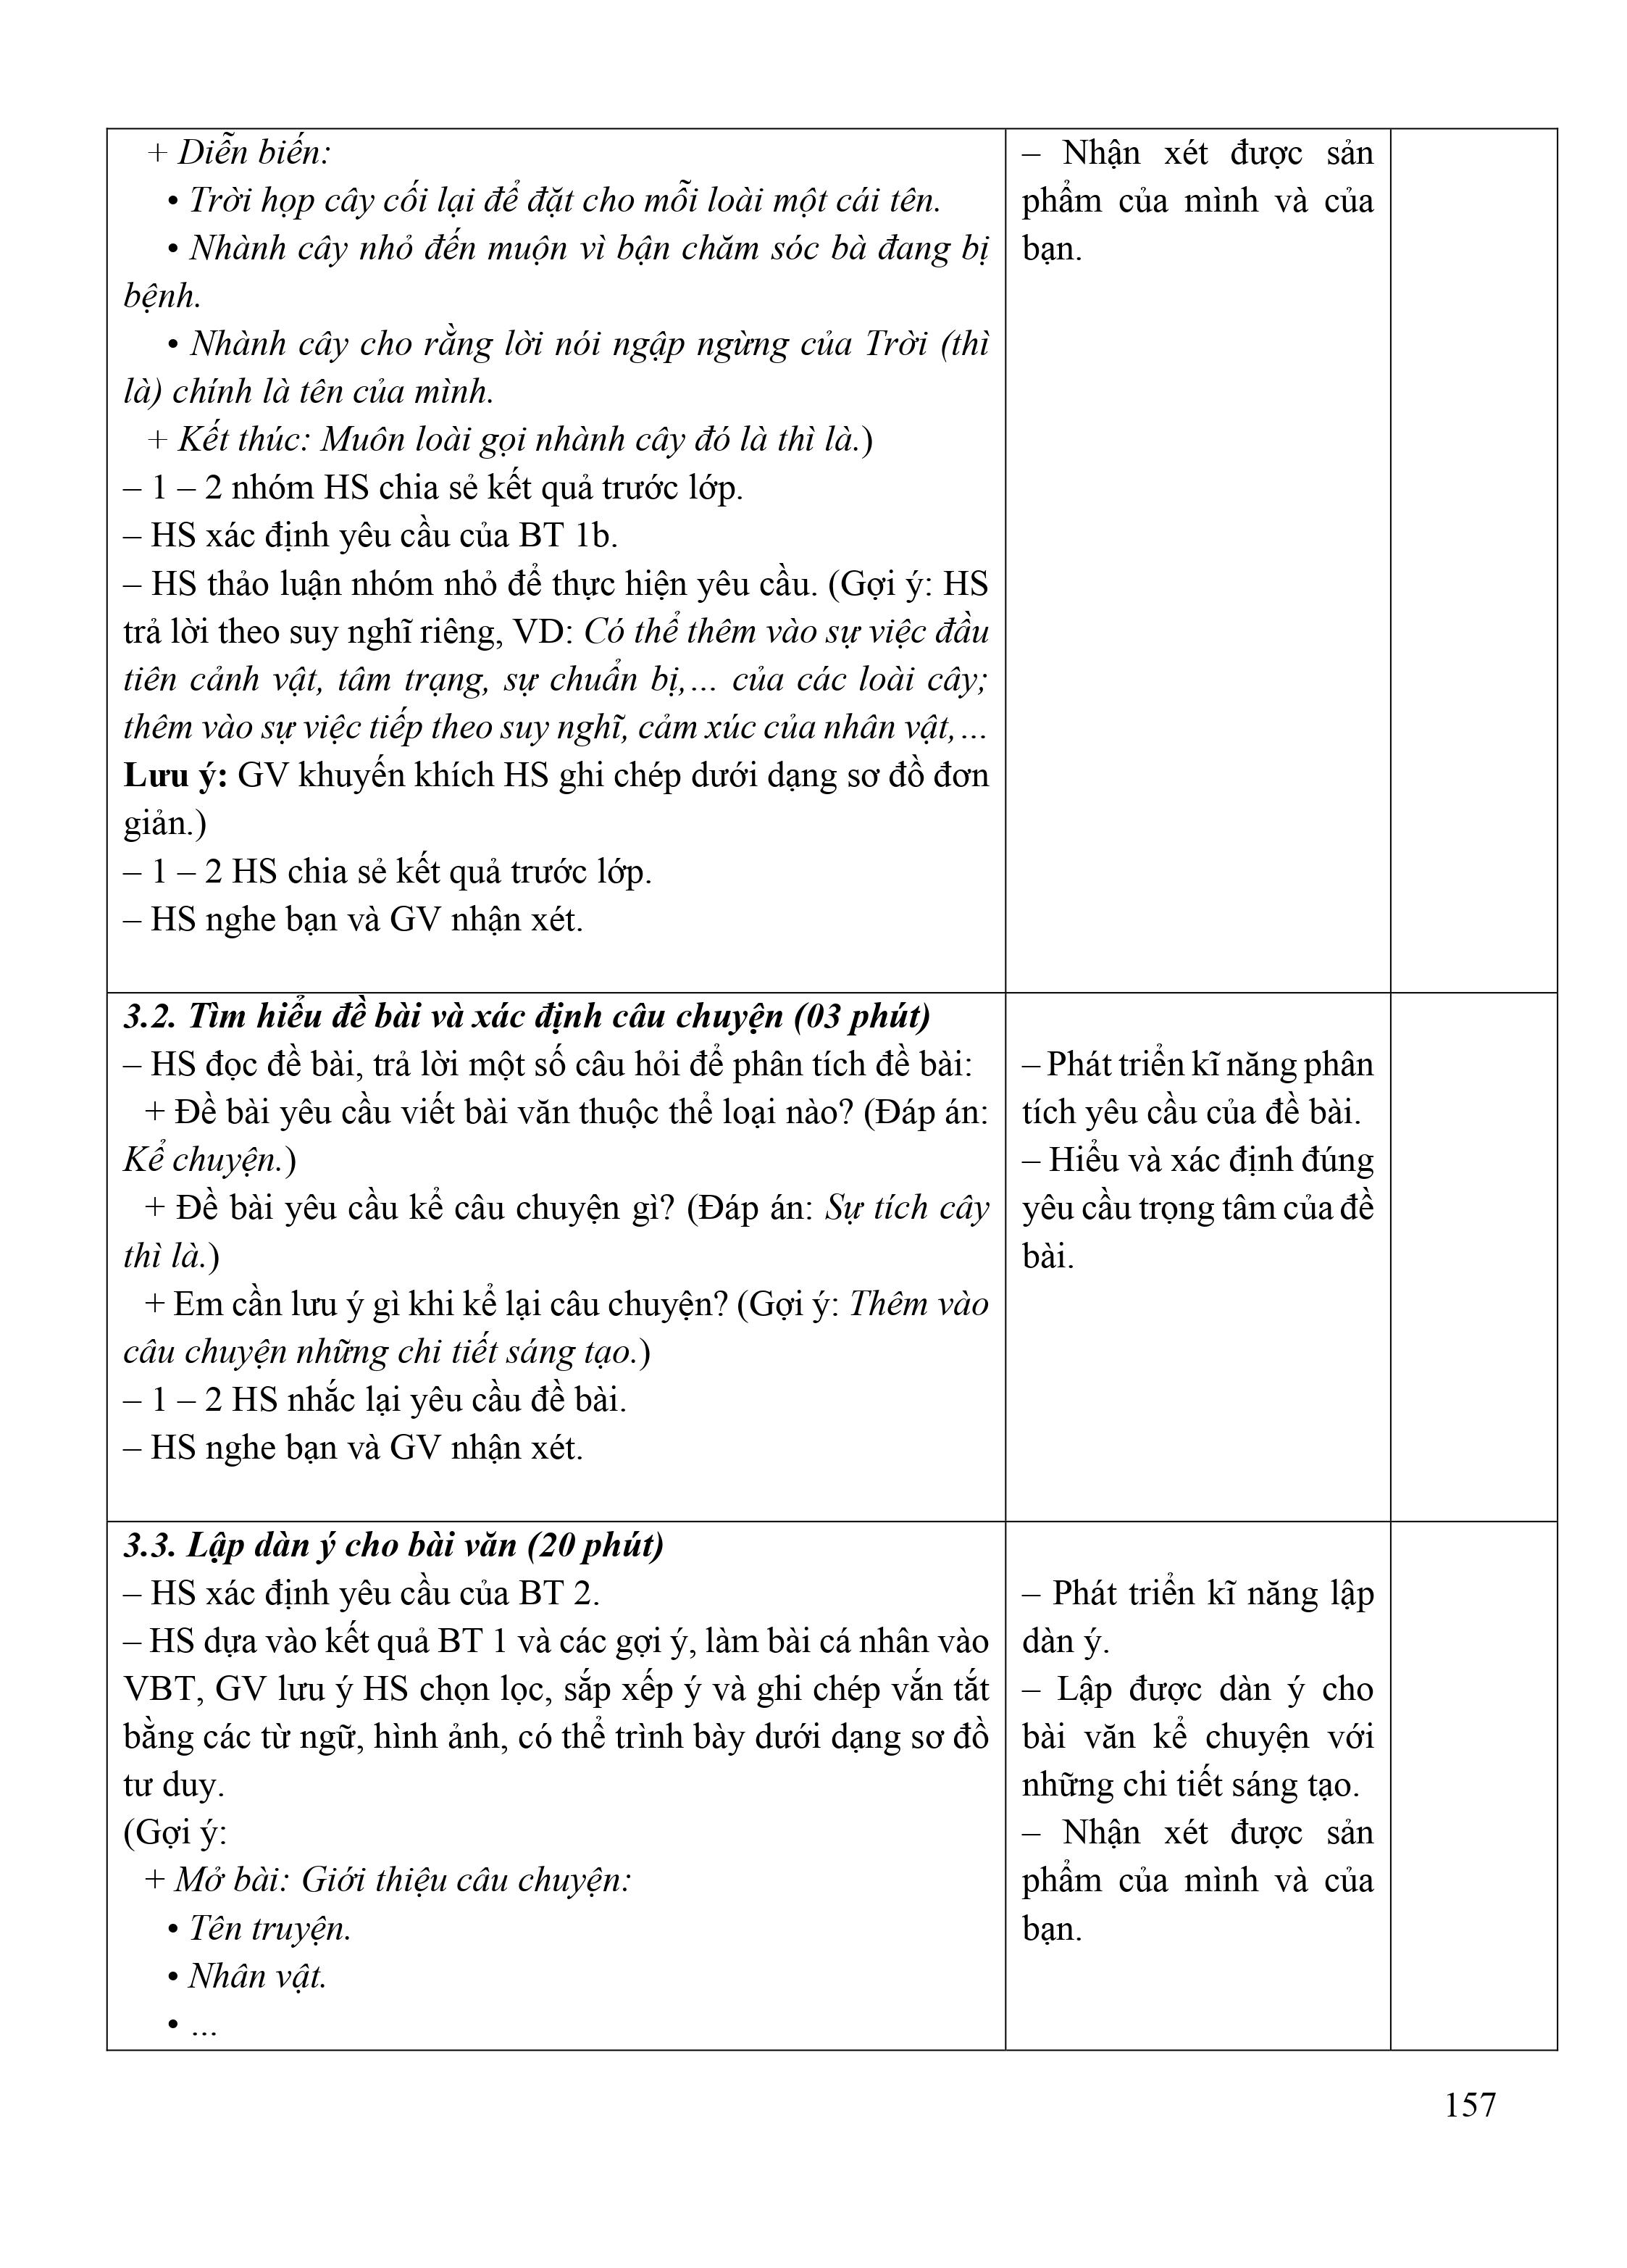 + Diễn biến:
• Trời họp cây cối lại để đặt cho mỗi loài một cái tên.
• Nhành cây nhỏ đến muộn vì bận chăm sóc bà đang bị
bệnh.
• Nhành cây cho rằng lời nói ngập ngừng của Trời (thì
là) chính là tên của mình.
+ Kết thúc: Muôn loài gọi nhành cây đó là thì là.)
– 1 – 2 nhóm HS chia sẻ kết quả trước lớp.
– HS xác định yêu cầu của BT 1b.
– HS thảo luận nhóm nhỏ để thực hiện yêu cầu. (Gợi ý: HS
trả lời theo suy nghĩ riêng, VD: Có thể thêm vào sự việc đầu
tiên cảnh vật, tâm trạng, sự chuẩn bị,… của các loài cây;
thêm vào sự việc tiếp theo suy nghĩ, cảm xúc của nhân vật,…
Lưu ý: GV khuyến khích HS ghi chép dưới dạng sơ đồ đơn
giản.)
– 1 – 2 HS chia sẻ kết quả trước lớp.
– HS nghe bạn và GV nhận xét.
– Nhận xét được sản
phẩm của mình và của
bạn.
3.2. Tìm hiểu đề bài và xác định câu chuyện (03 phút)
– HS đọc đề bài, trả lời một số câu hỏi để phân tích đề bài:
+ Đề bài yêu cầu viết bài văn thuộc thể loại nào? (Đáp án:
Kể chuyện.)
+ Đề bài yêu cầu kể câu chuyện gì? (Đáp án: Sự tích cây
thì là.)
+ Em cần lưu ý gì khi kể lại câu chuyện? (Gợi ý: Thêm vào
câu chuyện những chi tiết sáng tạo.)
– 1 – 2 HS nhắc lại yêu cầu đề bài.
– HS nghe bạn và GV nhận xét.
– Phát triển kĩ năng phân
tích yêu cầu của đề bài.
– Hiểu và xác định đúng
yêu cầu trọng tâm của đề
bài.
3.3. Lập dàn ý cho bài văn (20 phút)
– HS xác định yêu cầu của BT 2.
– HS dựa vào kết quả BT 1 và các gợi ý, làm bài cá nhân vào
VBT, GV lưu ý HS chọn lọc, sắp xếp ý và ghi chép vắn tắt
bằng các từ ngữ, hình ảnh, có thể trình bày dưới dạng sơ đồ
tư duy.
(Gợi ý:
+ Mở bài: Giới thiệu câu chuyện:
• Tên truyện.
• Nhân vật.
• …
– Phát triển kĩ năng lập
dàn ý.
– Lập được dàn ý cho
bài văn kể chuyện với
những chi tiết sáng tạo.
– Nhận xét được sản
phẩm của mình và của
bạn.
157